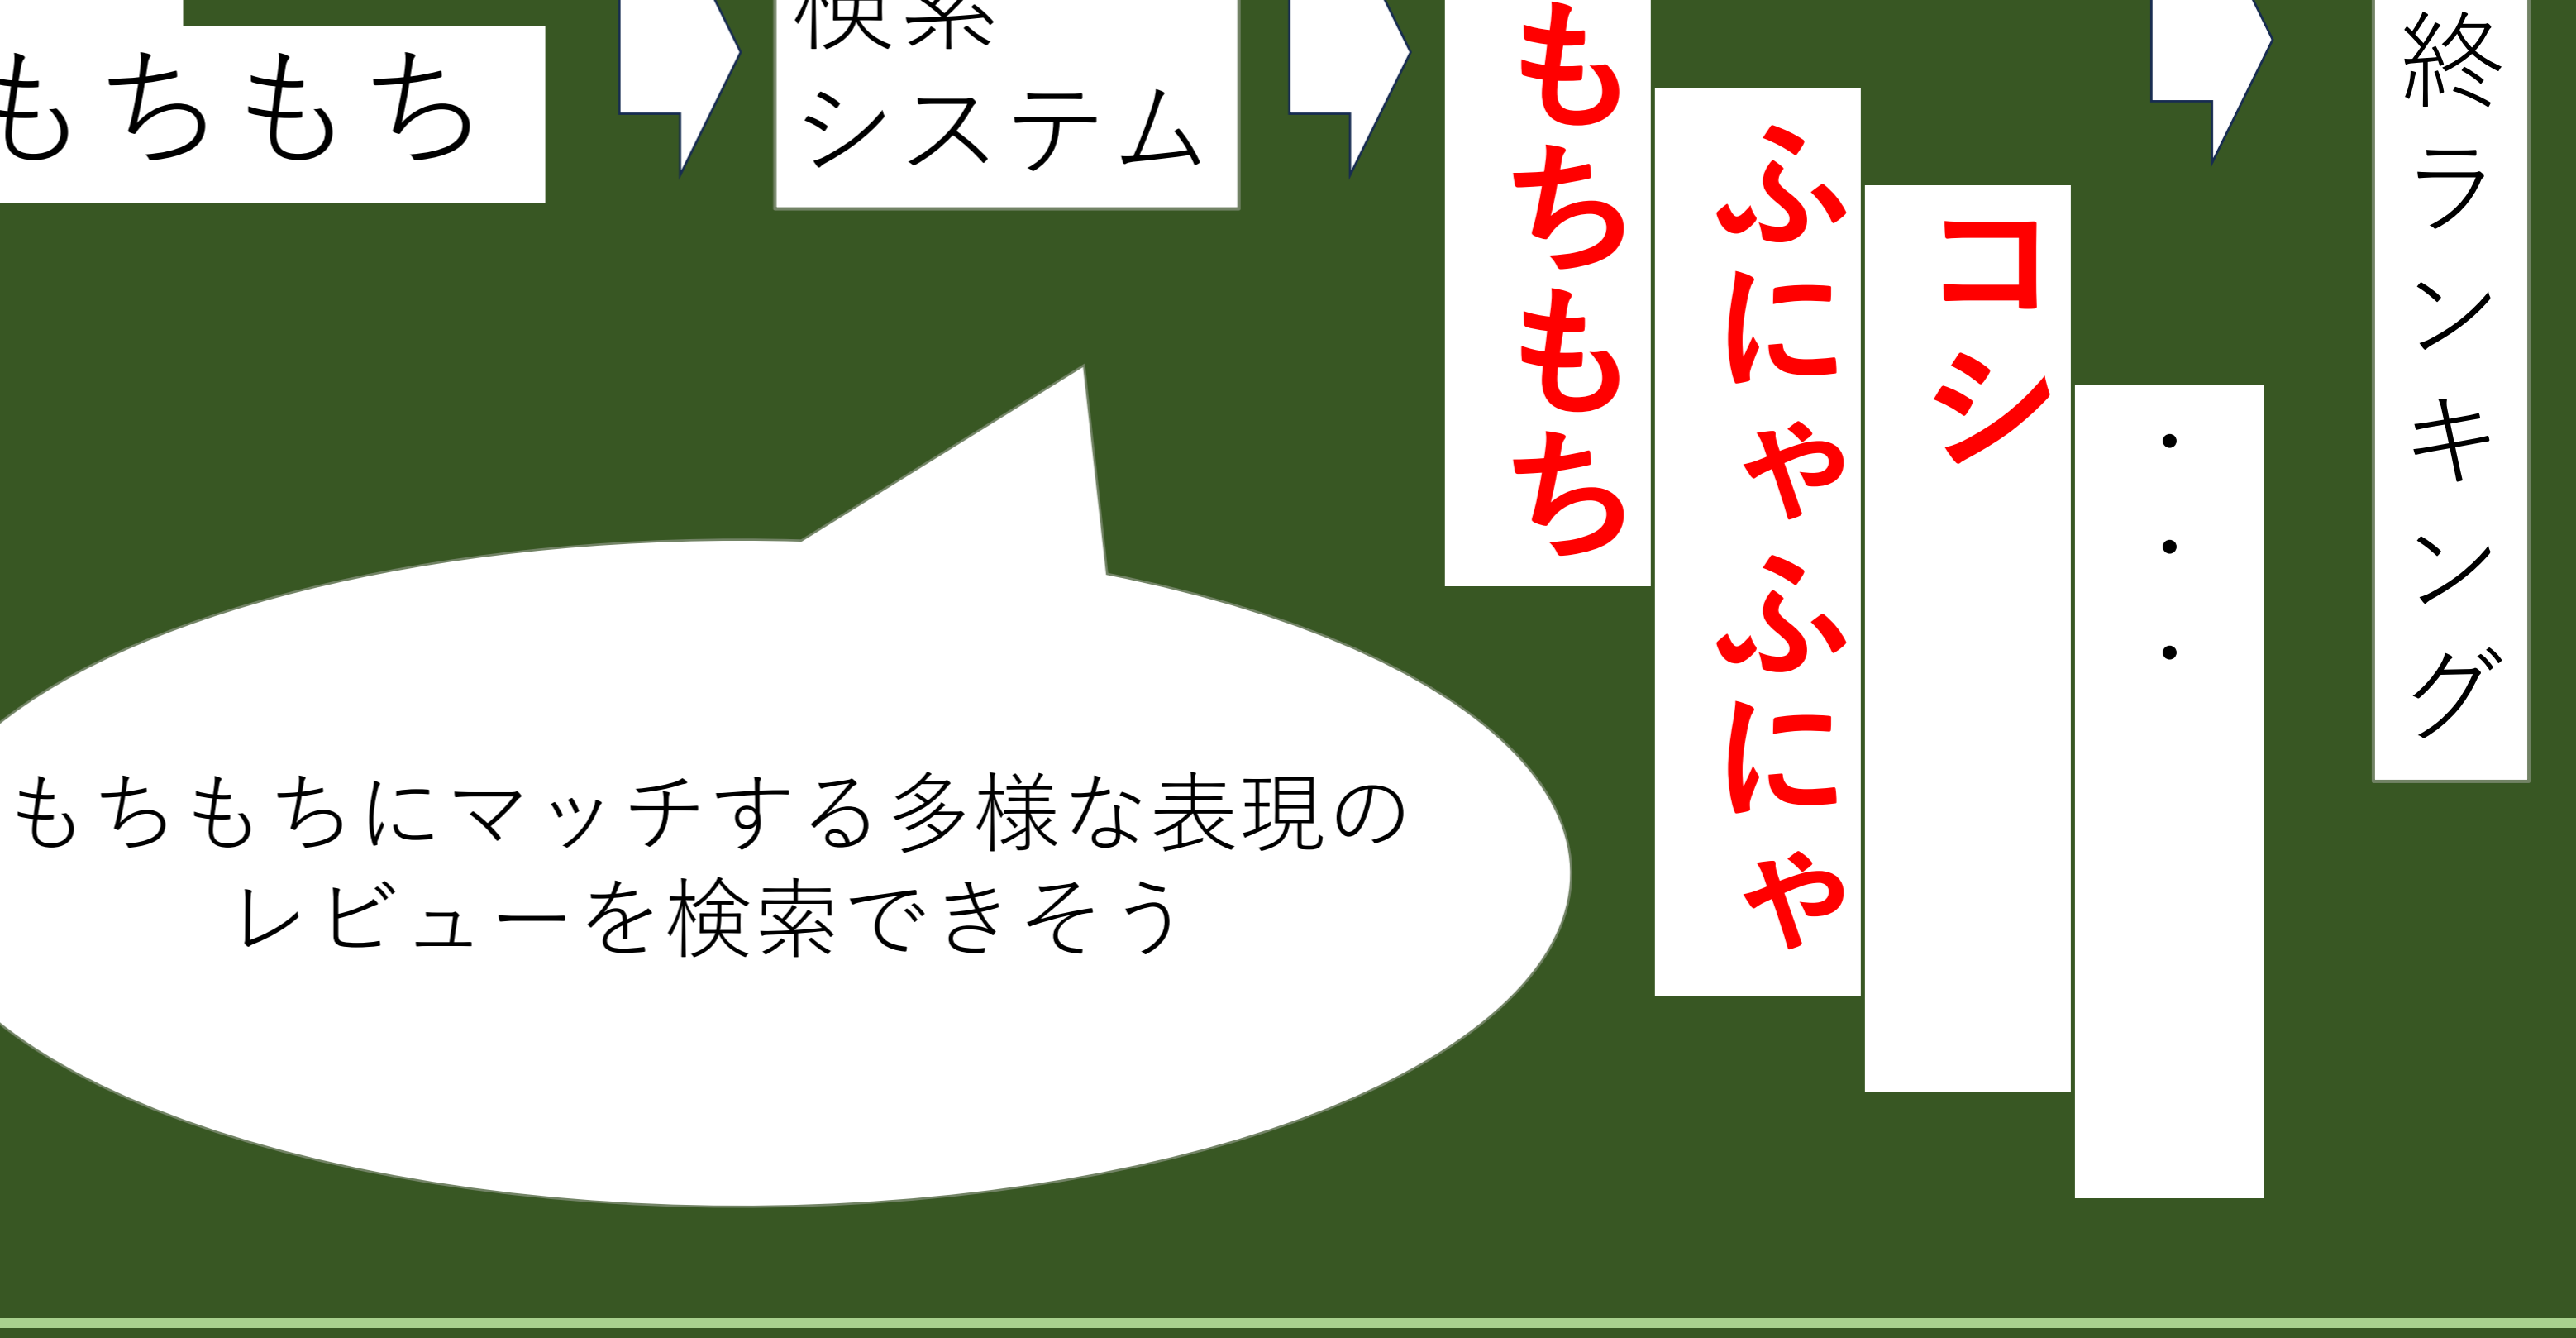 もちもち
検索
システム
もちもち
ふにゃふにゃ
コシ
・・・
終ランキング
もちもちにマッチする多様な表現の
レビューを検索できそう